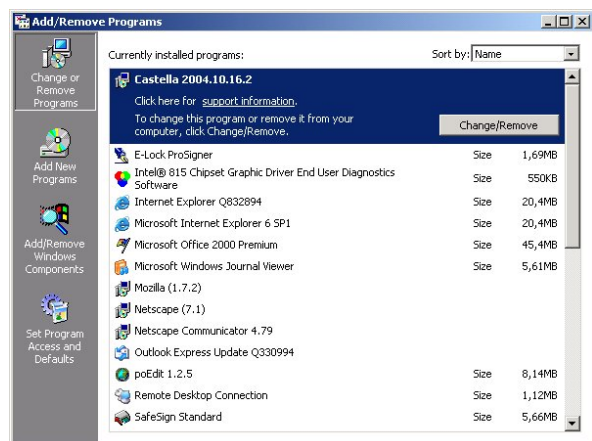 Add/Remove Programs
Change or
Remove
Programs
Add New
Programs
Add/Remove
Windows
Components
Set Program
Access and
Defaults
Currently installed programs:
Sort by: Name
Castella 2004.10.16.2
Click here for support information.
To change this program or remove it from your
computer, click Change/Remove.
Change/Remove
E-Lock ProSigner Size 1,69MB
Intel® 815 Chipset Graphic Driver End User Diagnostics
Software Size 550KB
Internet Explorer Q832894 Size 20,4MB
Microsoft Internet Explorer 6 SP1 Size 20,4MB
Microsoft Office 2000 Premium Size 45,4MB
Microsoft Windows Journal Viewer Size 5,61MB
Mozilla (1.7.2)
Netscape (7.1)
Netscape Communicator 4.79
Outlook Express Update Q330994
poEdit 1.2.5 Size 8,14MB
Remote Desktop Connection Size 1,12MB
SafeSign Standard Size 5,66MB